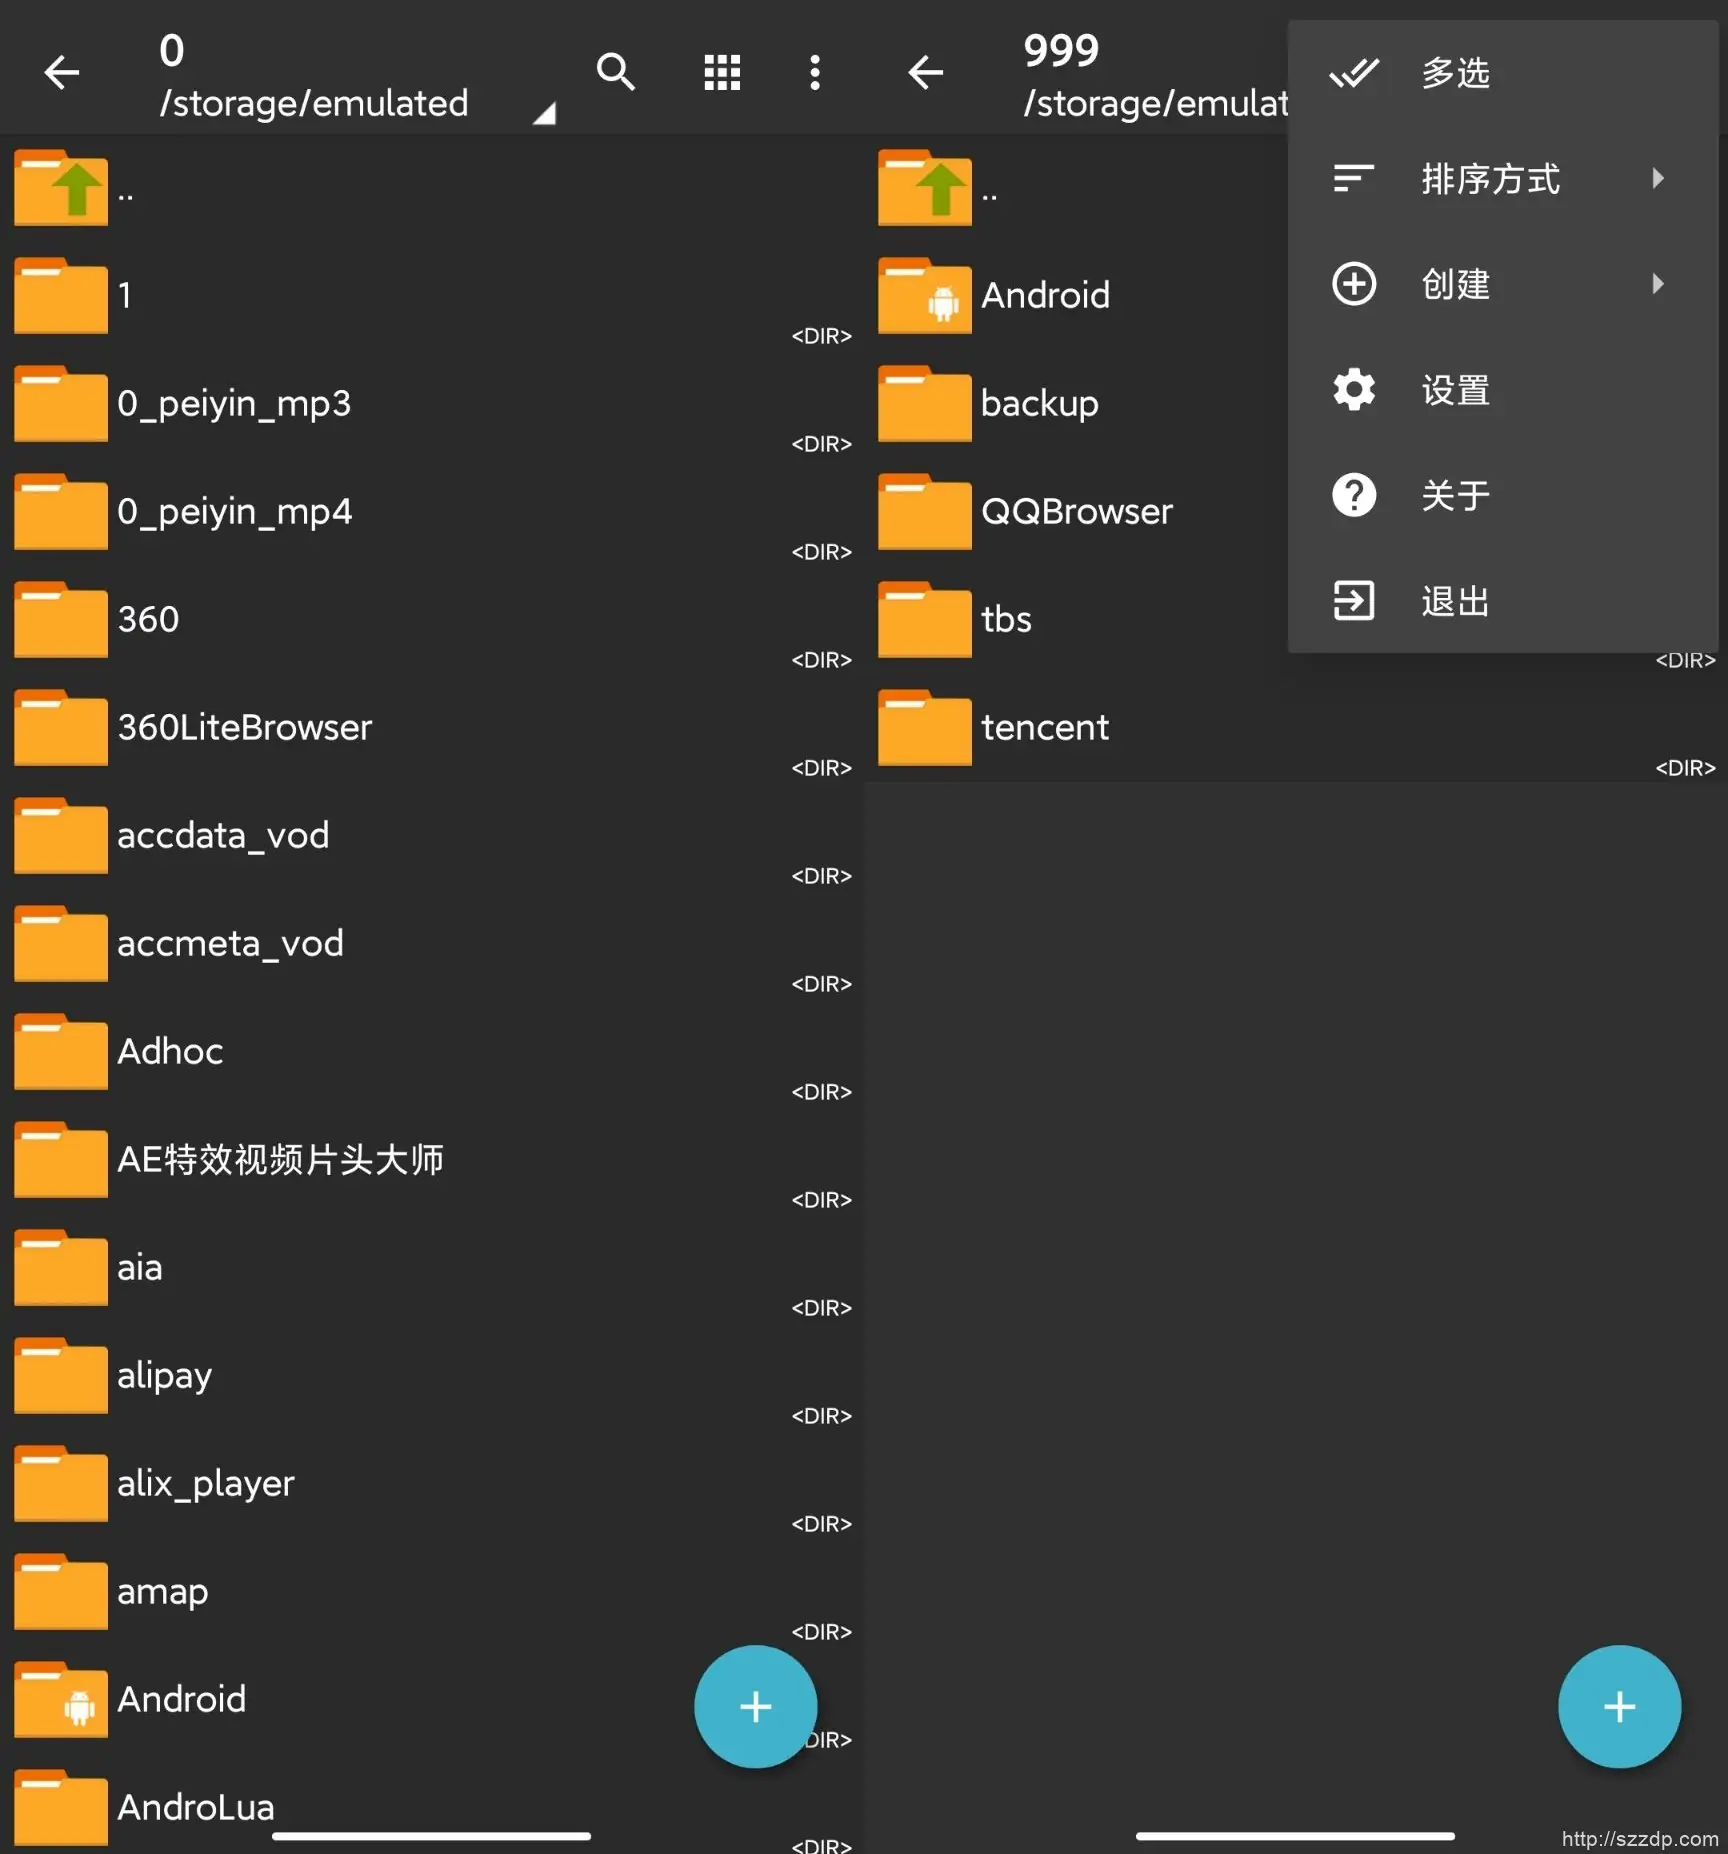 0
/storage/emulated
..
1
<DIR>
0_peiyin_mp3
<DIR>
0_peiyin_mp4
<DIR>
360
<DIR>
360LiteBrowser
<DIR>
accdata_vod
<DIR>
accmeta_vod
<DIR>
Adhoc
<DIR>
AE特效视频片头大师
<DIR>
aia
<DIR>
alipay
<DIR>
alix_player
<DIR>
amap
<DIR>
Android
DIR>
AndroLua
<DIR>
999
/storage/emulat
..
Android
backup
QQBrowser
tbs
<DIR>
tencent
<DIR>
多选
排序方式
创建
设置
关于
退出
http://szzdp.com